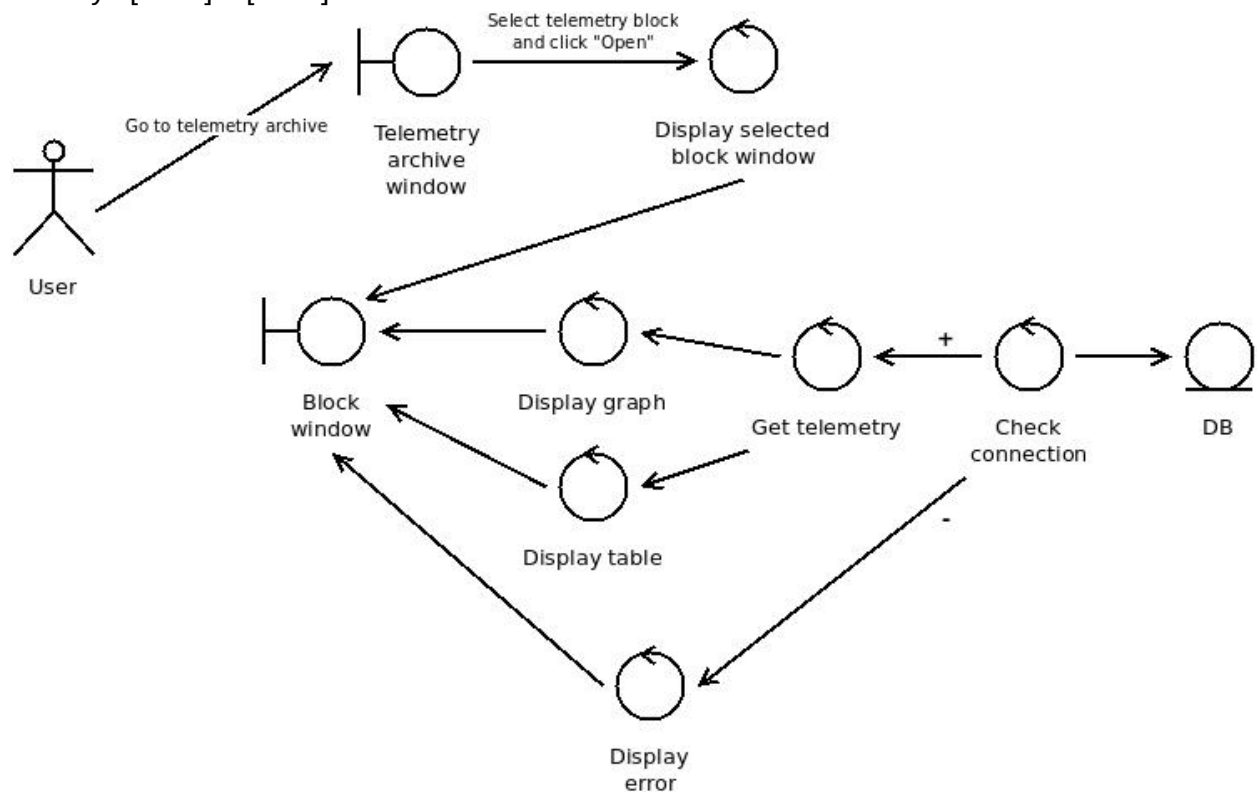 Select telemetry block
and click "Open"
Go to telemetry archive
Telemetry
archive
window
Display selected
block window
User
Block
window
Display graph
+
Get telemetry
Check
connection
DB
-
Display table
Display
error